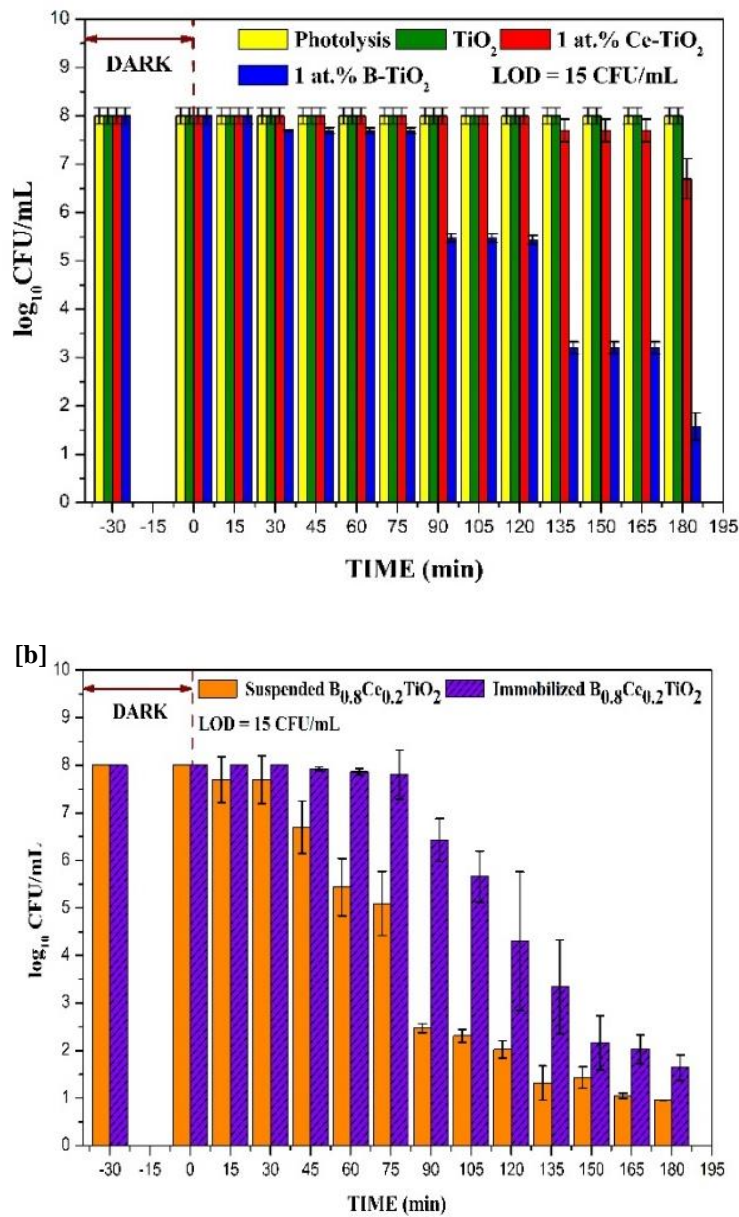 10
Photolysis TiO₂ 1 at.% Ce-TiO₂
9
DARK
1 at.% B-TiO₂ LOD = 15 CFU/mL
8
7
6
5
4
3
2
1
0
log₁₀ CFU/mL
-30 -15 0 15 30 45 60 75 90 105 120 135 150 165 180 195
TIME (min)
[b]
10
Suspended B₀.₈Ce₀.₂TiO₂ Immobilized B₀.₈Ce₀.₂TiO₂
9
DARK
LOD = 15 CFU/mL
8
7
6
5
4
3
2
1
0
log₁₀ CFU/mL
-30 -15 0 15 30 45 60 75 90 105 120 135 150 165 180 195
TIME (min)